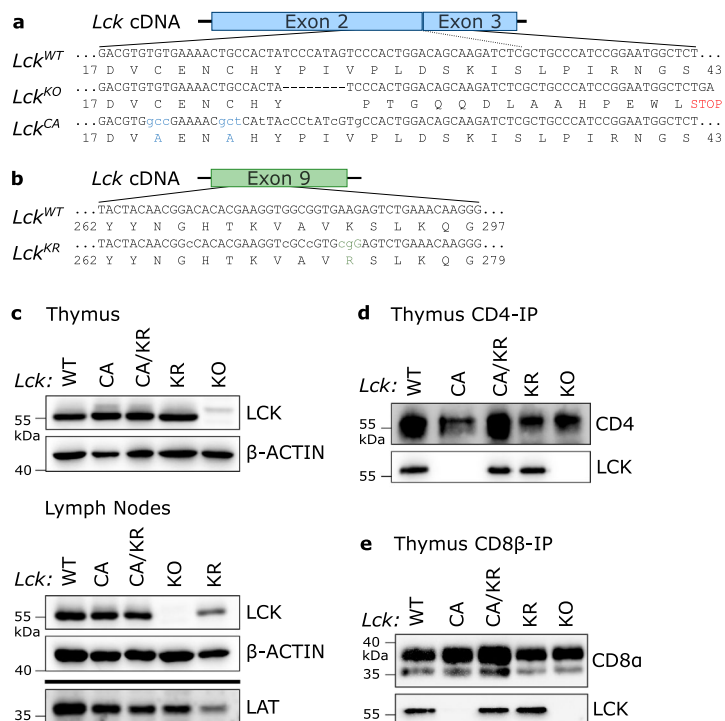 a Lck cDNA Exon 2 Exon 3
LckWT ...GACGTGTGTGAAAACTGCCACTATCCCATAGTCCCACTGGACAGCAAGATCTCGCTGCCCATCCGGAATGGCTCT...
17 D V C E N C H Y P I V P L D S K I S L P I R N G S 43
LckKO ...GACGTGTGTGAAAACTGCCACTA--------TCCCACTGGACAGCAAGATCTCGCTGCCCATCCGGAATGGCTCTGA
17 D V C E N C H Y P T G Q Q D L A A H P E W L STOP
LckCA ...GACGTGgccGAAAACgctCAtTAcCCtATcGTgCCACTGGACAGCAAGATCTCGCTGCCCATCCGGAATGGCTCT...
17 D V A E N A H Y P I V P L D S K I S L P I R N G S 43
b Lck cDNA Exon 9
LckWT ...TACTACAACGGACACACGAAGGTGGCGGTGAAGAGTCTGAAACAAGGG...
262 Y Y N G H T K V A V K S L K Q G 297
LckKR ...TACTACAACGGcCACACGAAGGTcGCcGTGcgGAGTCTGAAACAAGGG...
262 Y Y N G H T K V A V R S L K Q G 279
c Thymus
Lck: WT CA CA/KR KR KO
55 LCK
kDa
β-ACTIN
40
Lymph Nodes
Lck: WT CA CA/KR KO KR
55 LCK
kDa
β-ACTIN
40
35 LAT
d Thymus CD4-IP
Lck: WT CA CA/KR KR KO
55 CD4
kDa
55 LCK
e Thymus CD8β-IP
Lck: WT CA CA/KR KR KO
40
kDa CD8α
35
55 LCK